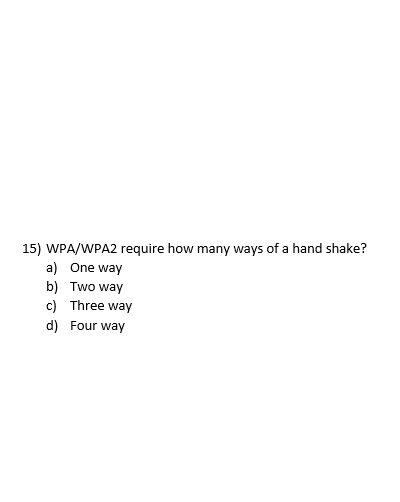 15) WPA/WPA2 require how many ways of a hand shake?
a) One way
b) Two way
c) Three way
d) Four way